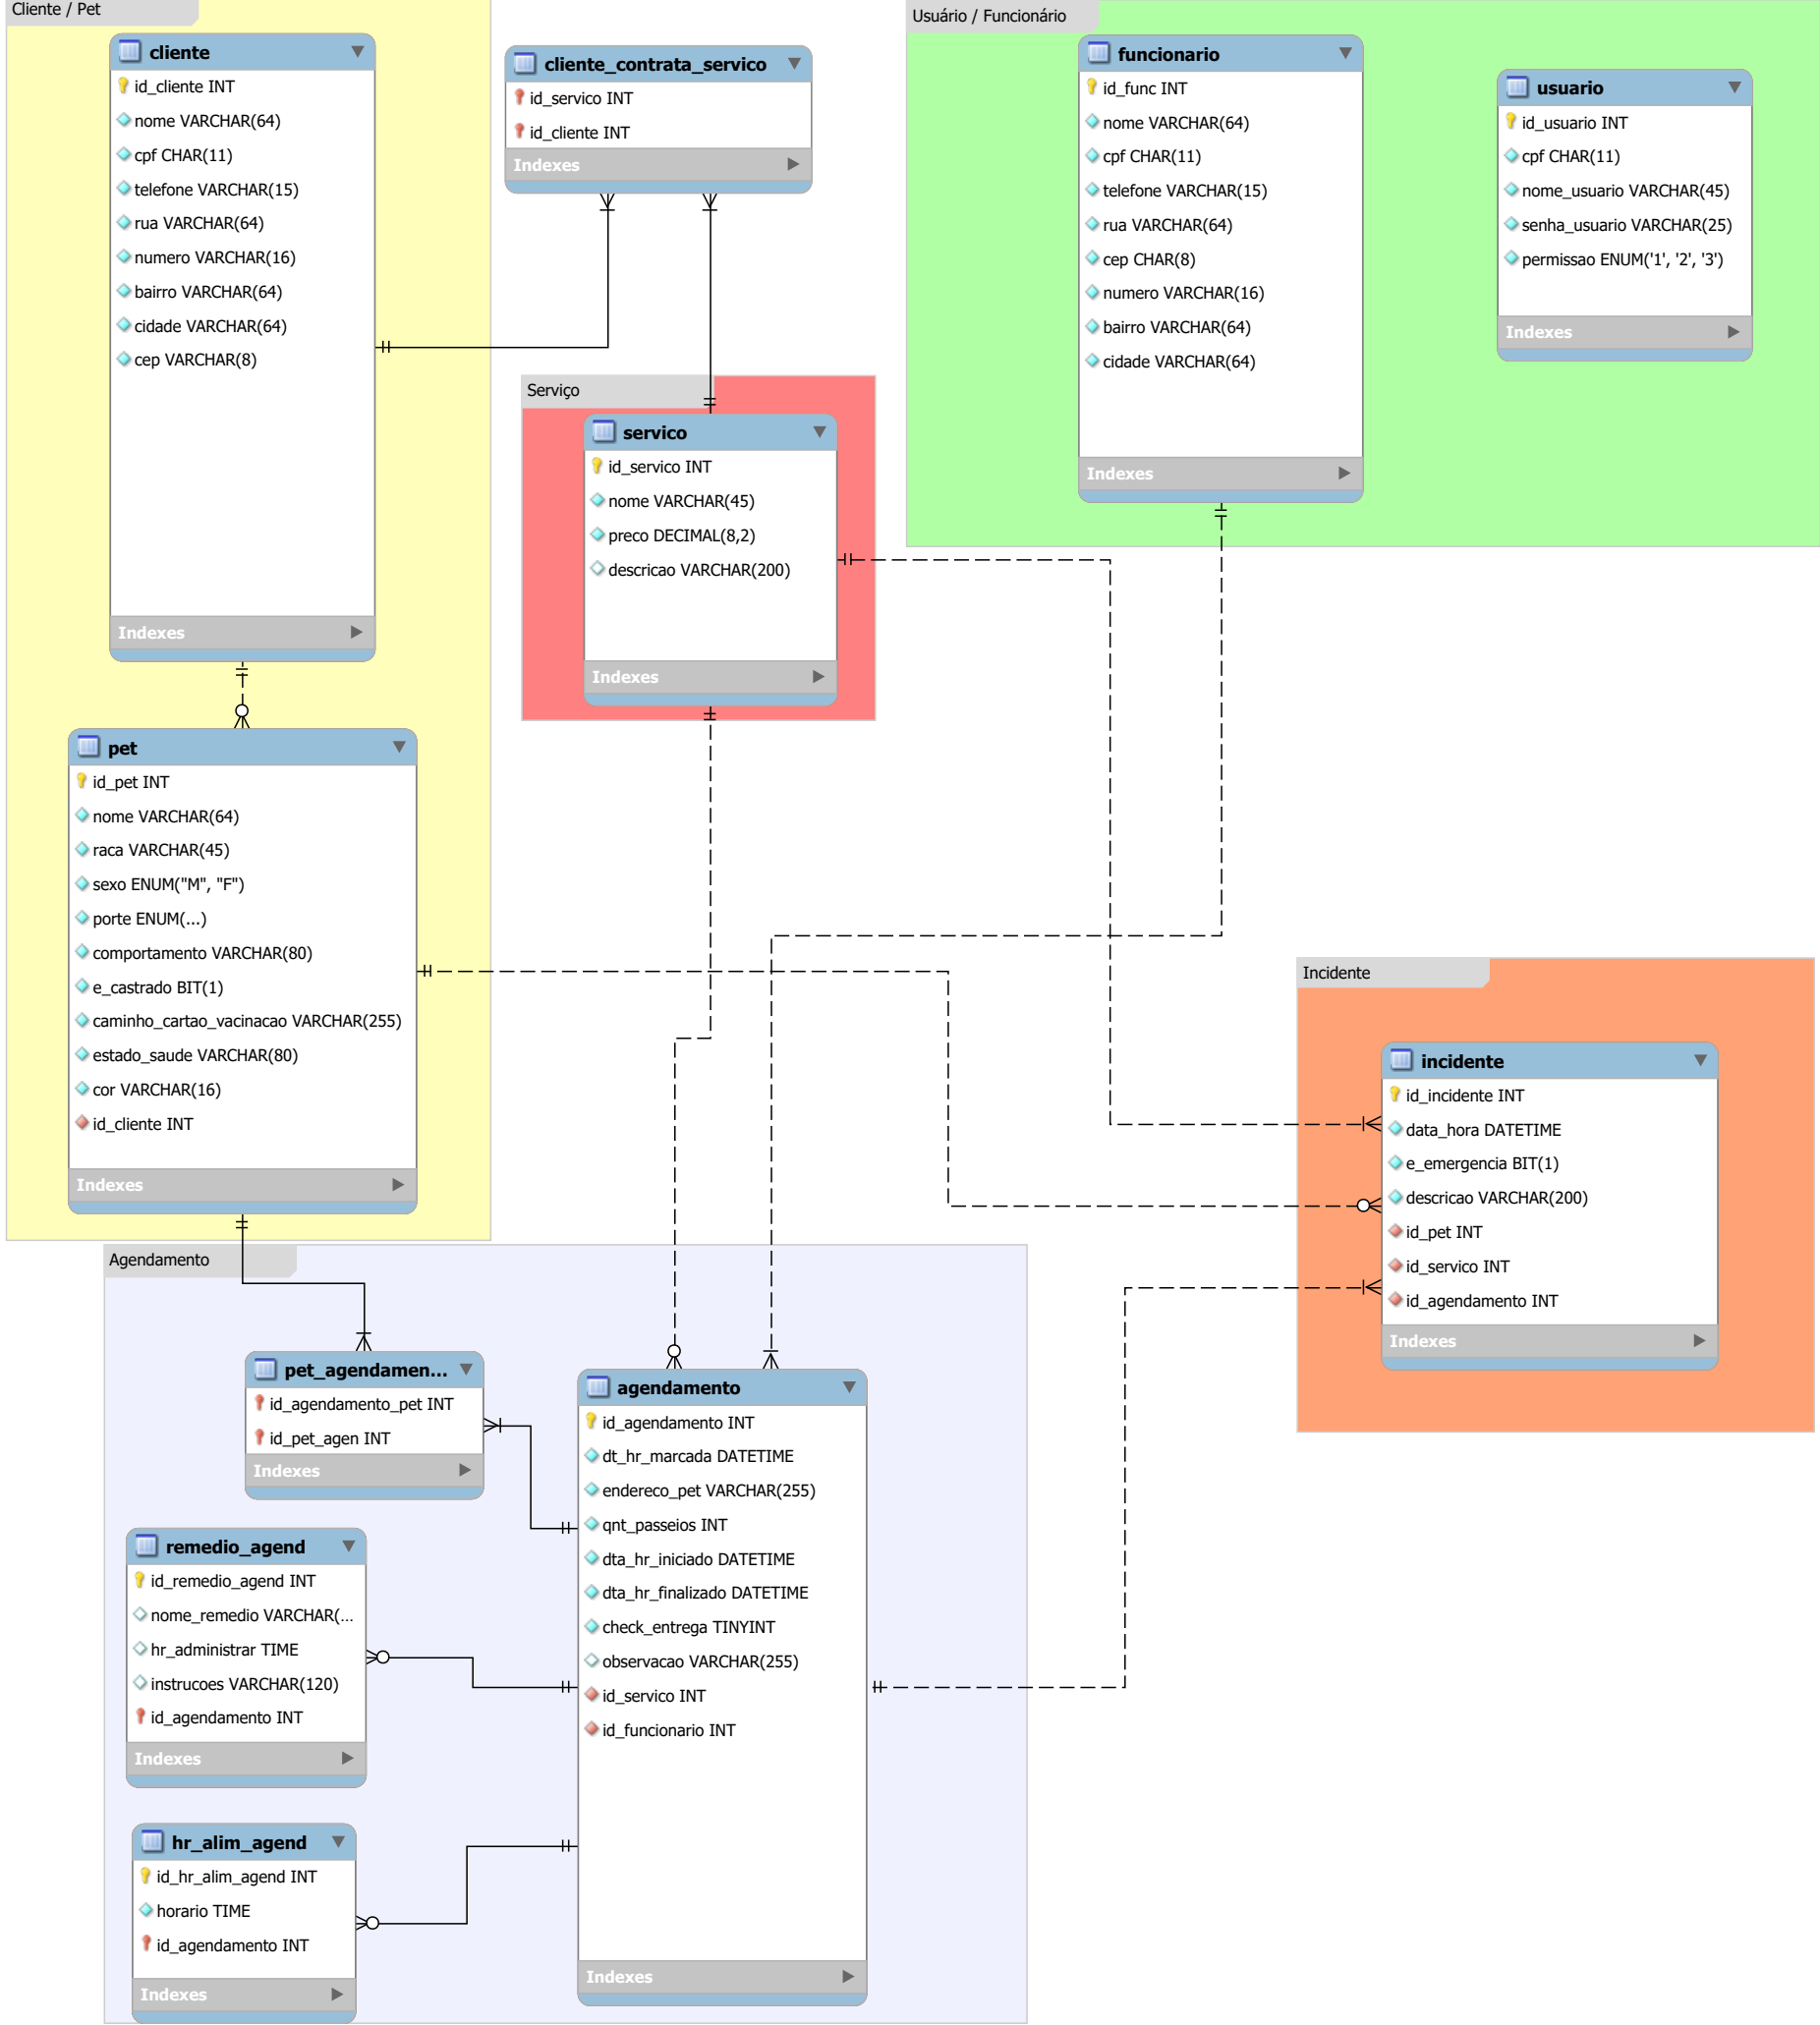 Cliente / Pet
cliente
id_cliente INT
nome VARCHAR(64)
cpf CHAR(11)
telefone VARCHAR(15)
rua VARCHAR(64)
numero VARCHAR(16)
bairro VARCHAR(64)
cidade VARCHAR(64)
cep VARCHAR(8)
Indexes
cliente_contrata_servico
id_servico INT
id_cliente INT
Indexes
Usuário / Funcionário
funcionario
id_func INT
nome VARCHAR(64)
cpf CHAR(11)
telefone VARCHAR(15)
rua VARCHAR(64)
cep CHAR(8)
numero VARCHAR(16)
bairro VARCHAR(64)
cidade VARCHAR(64)
Indexes
usuario
id_usuario INT
cpf CHAR(11)
nome_usuario VARCHAR(45)
senha_usuario VARCHAR(25)
permissao ENUM('1', '2', '3')
Indexes
Serviço
servico
id_servico INT
nome VARCHAR(45)
preco DECIMAL(8,2)
descricao VARCHAR(200)
Indexes
pet
id_pet INT
nome VARCHAR(64)
raca VARCHAR(45)
sexo ENUM("M", "F")
porte ENUM(...)
comportamento VARCHAR(80)
e_castrado BIT(1)
caminho_cartao_vacinacao VARCHAR(255)
estado_saude VARCHAR(80)
cor VARCHAR(16)
id_cliente INT
Indexes
Incidente
incidente
id_incidente INT
data_hora DATETIME
e_emergencia BIT(1)
descricao VARCHAR(200)
id_pet INT
id_servico INT
id_agendamento INT
Indexes
Agendamento
pet_agendamen...
id_agendamento_pet INT
id_pet_agen INT
Indexes
agendamento
id_agendamento INT
dt_hr_marcada DATETIME
endereco_pet VARCHAR(255)
qnt_passeios INT
dta_hr_iniciado DATETIME
dta_hr_finalizado DATETIME
check_entrega TINYINT
observacao VARCHAR(255)
id_servico INT
id_funcionario INT
Indexes
remedio_agend
id_remedio_agend INT
nome_remedio VARCHAR(...
hr_administrar TIME
instrucoes VARCHAR(120)
id_agendamento INT
Indexes
hr_alim_agend
id_hr_alim_agend INT
horario TIME
id_agendamento INT
Indexes